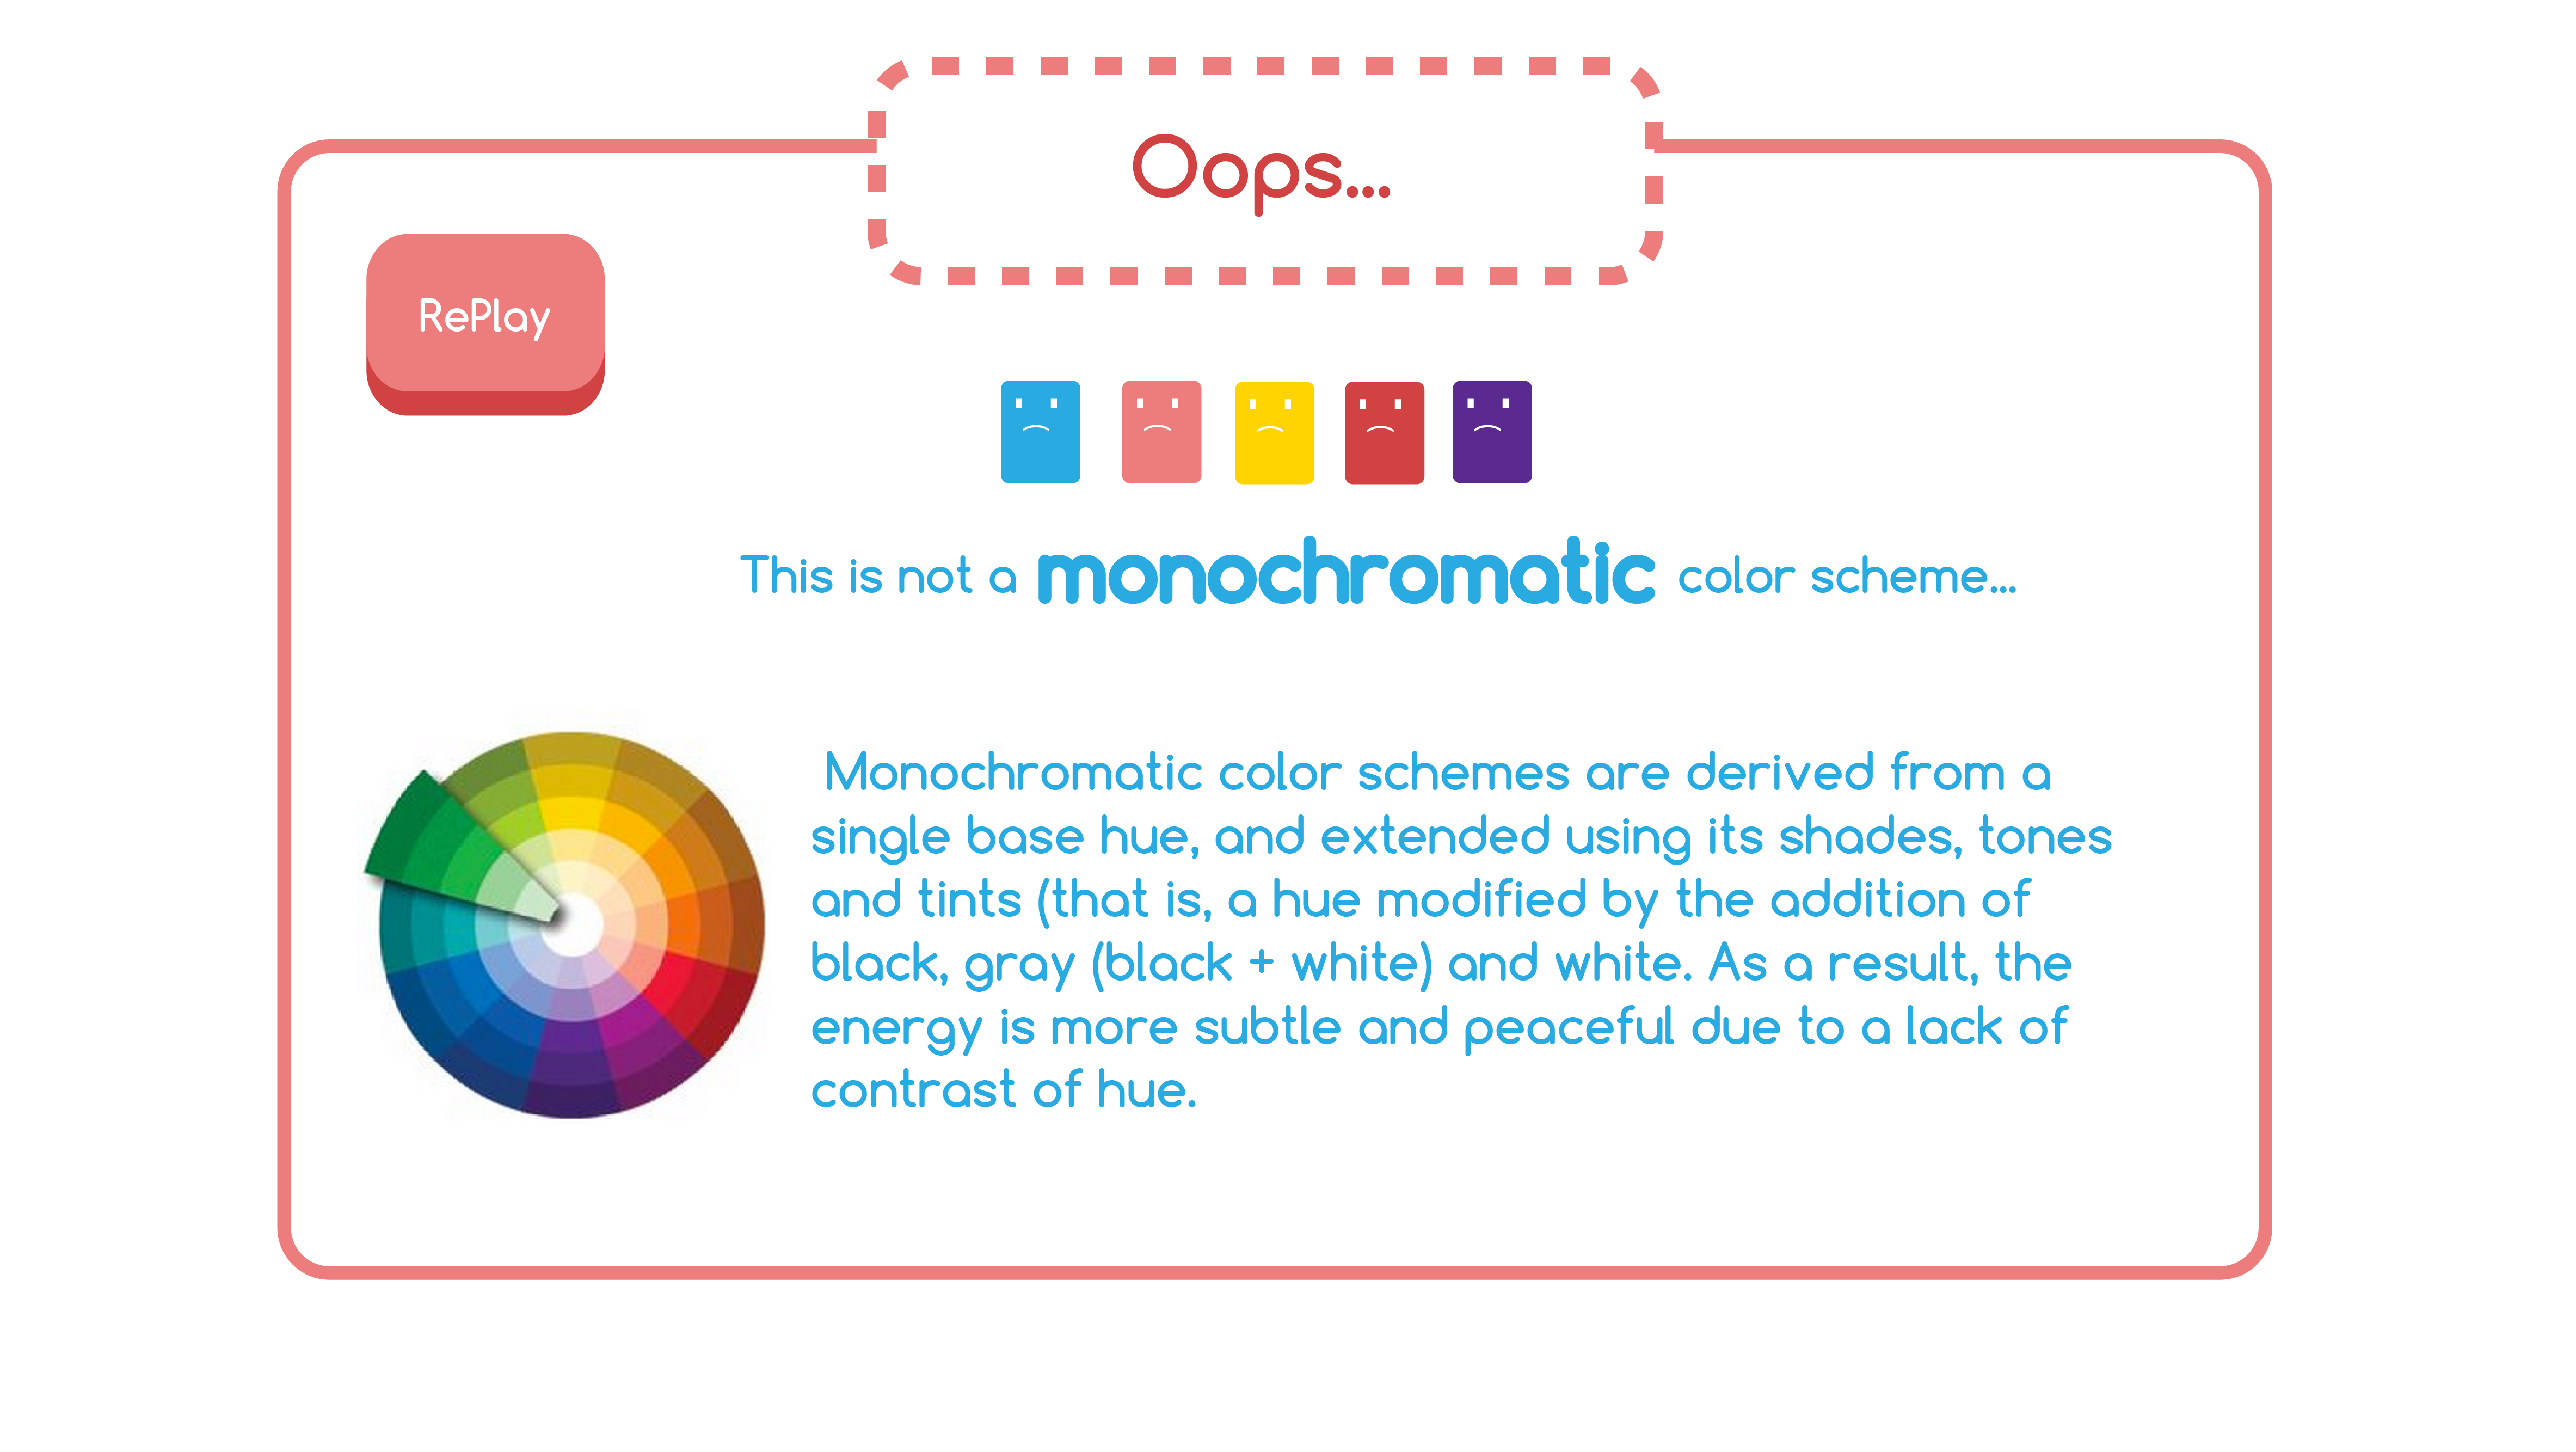 Oops...
RePlay
This is not a monochromatic color scheme...
Monochromatic color schemes are derived from a
single base hue, and extended using its shades, tones
and tints (that is, a hue modified by the addition of
black, gray (black + white) and white. As a result, the
energy is more subtle and peaceful due to a lack of
contrast of hue.